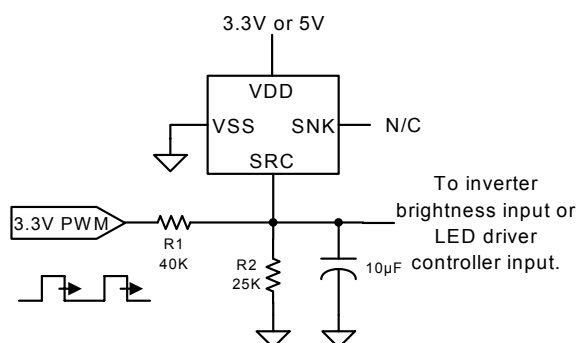 3.3V or 5V
VDD
VSS
SNK
N/C
SRC
3.3V PWM
R1
40K
R2
25K
10µF
To inverter
brightness input or
LED driver
controller input.